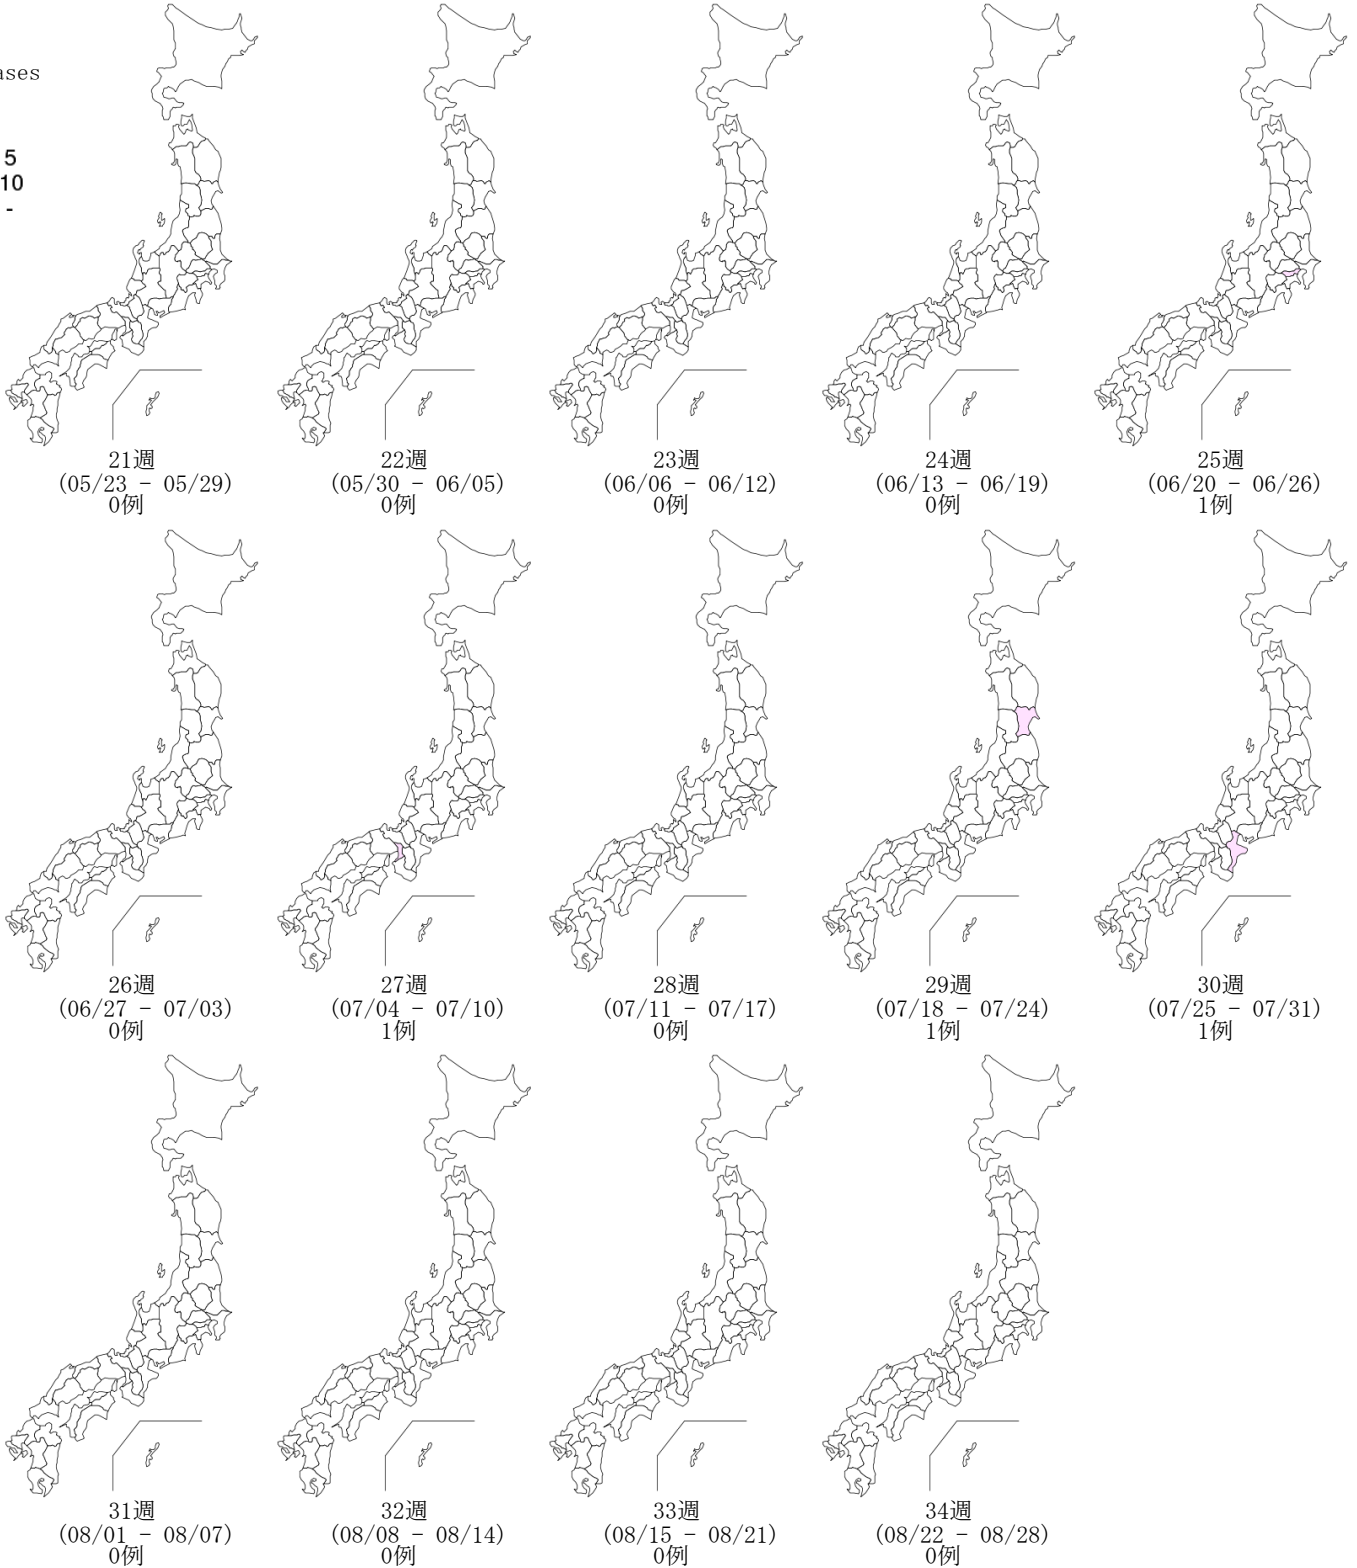 ases
5
10
-
21週
(05/23 - 05/29)
0例
22週
(05/30 - 06/05)
0例
23週
(06/06 - 06/12)
0例
24週
(06/13 - 06/19)
0例
25週
(06/20 - 06/26)
1例
26週
(06/27 - 07/03)
0例
27週
(07/04 - 07/10)
1例
28週
(07/11 - 07/17)
0例
29週
(07/18 - 07/24)
1例
30週
(07/25 - 07/31)
1例
31週
(08/01 - 08/07)
0例
32週
(08/08 - 08/14)
0例
33週
(08/15 - 08/21)
0例
34週
(08/22 - 08/28)
0例